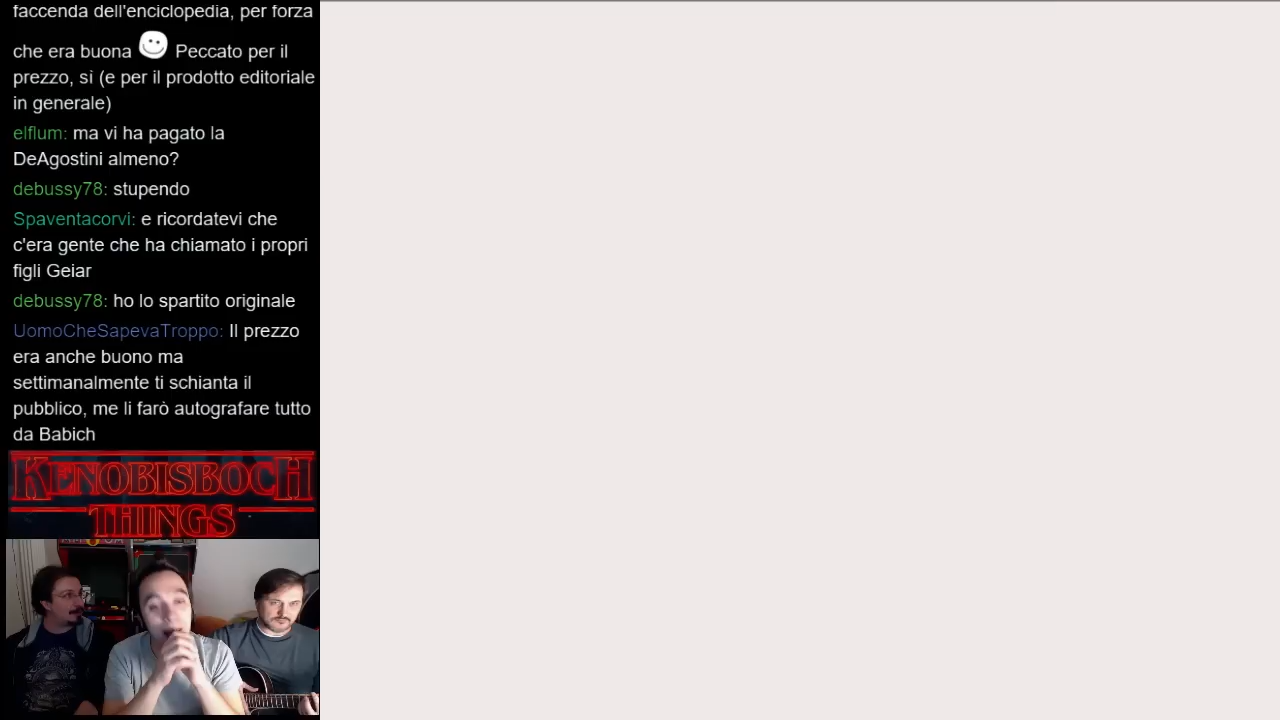 faccenda dell'enciclopedia, per forza
che era buona Peccato per il
prezzo, sì (e per il prodotto editoriale
in generale)
elflum: ma vi ha pagato la
DeAgostini almeno?
debussy78: stupendo
Spaventacorvi: e ricordatevi che
c'era gente che ha chiamato i propri
figli Geiar
debussy78: ho lo spartito originale
UomoCheSapevaTroppo: Il prezzo
era anche buono ma
settimanalmente ti schianta il
pubblico, me li farò autografare tutto
da Babich
KENOBISBOCH
THINGS